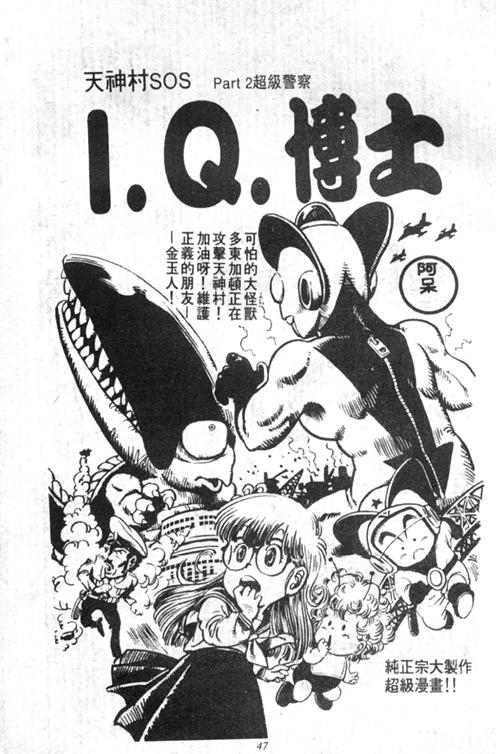 天神村SOS Part 2超級警察
I.Q.博士
可怕的大怪獸
多東加頓正在
攻擊天神村!
加油呀!維護
正義的朋友—
—金玉人!
阿呆
純正宗大製作
超級漫畫!!
47